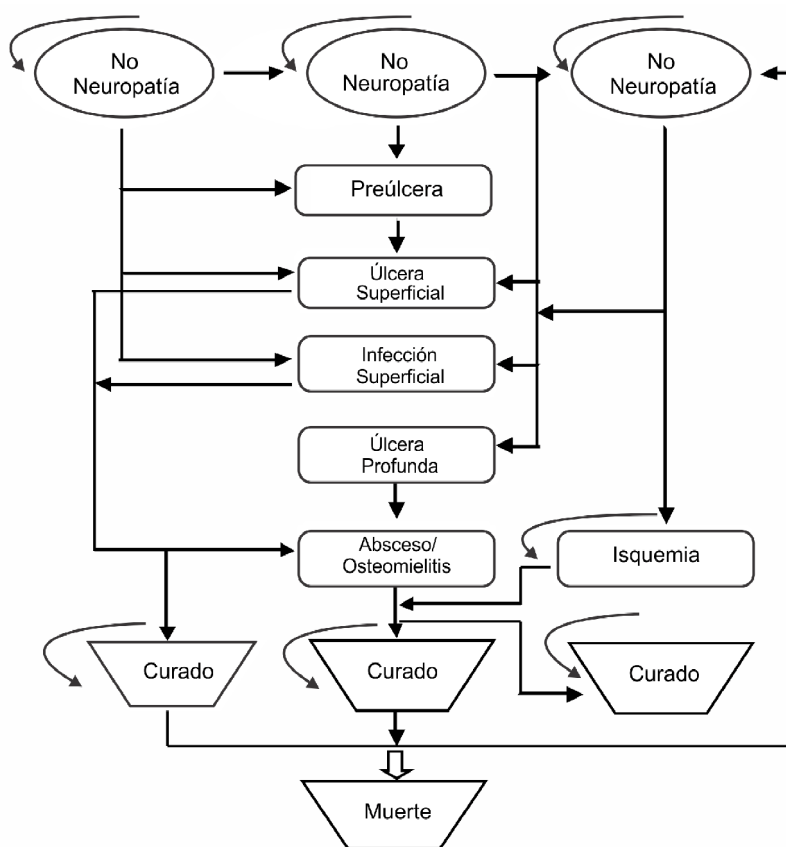 No
Neuropatía
No
Neuropatía
No
Neuropatía
Preúlcera
Úlcera
Superficial
Infección
Superficial
Úlcera
Profunda
Absceso/
Osteomielitis
Isquemia
Curado
Curado
Curado
Muerte